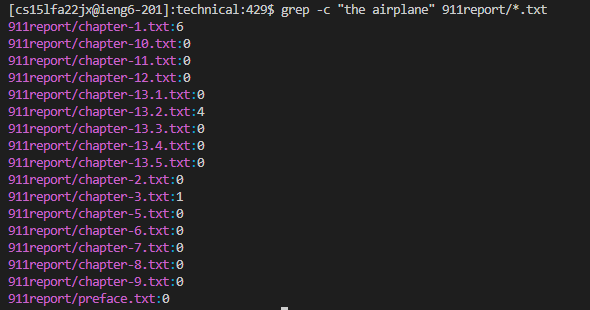 [cs15lfa22jx@ieng6-201]:technical:429$ grep -c "the airplane" 911report/*.txt
911report/chapter-1.txt:6
911report/chapter-10.txt:0
911report/chapter-11.txt:0
911report/chapter-12.txt:0
911report/chapter-13.1.txt:0
911report/chapter-13.2.txt:4
911report/chapter-13.3.txt:0
911report/chapter-13.4.txt:0
911report/chapter-13.5.txt:0
911report/chapter-2.txt:0
911report/chapter-3.txt:1
911report/chapter-5.txt:0
911report/chapter-6.txt:0
911report/chapter-7.txt:0
911report/chapter-8.txt:0
911report/chapter-9.txt:0
911report/preface.txt:0